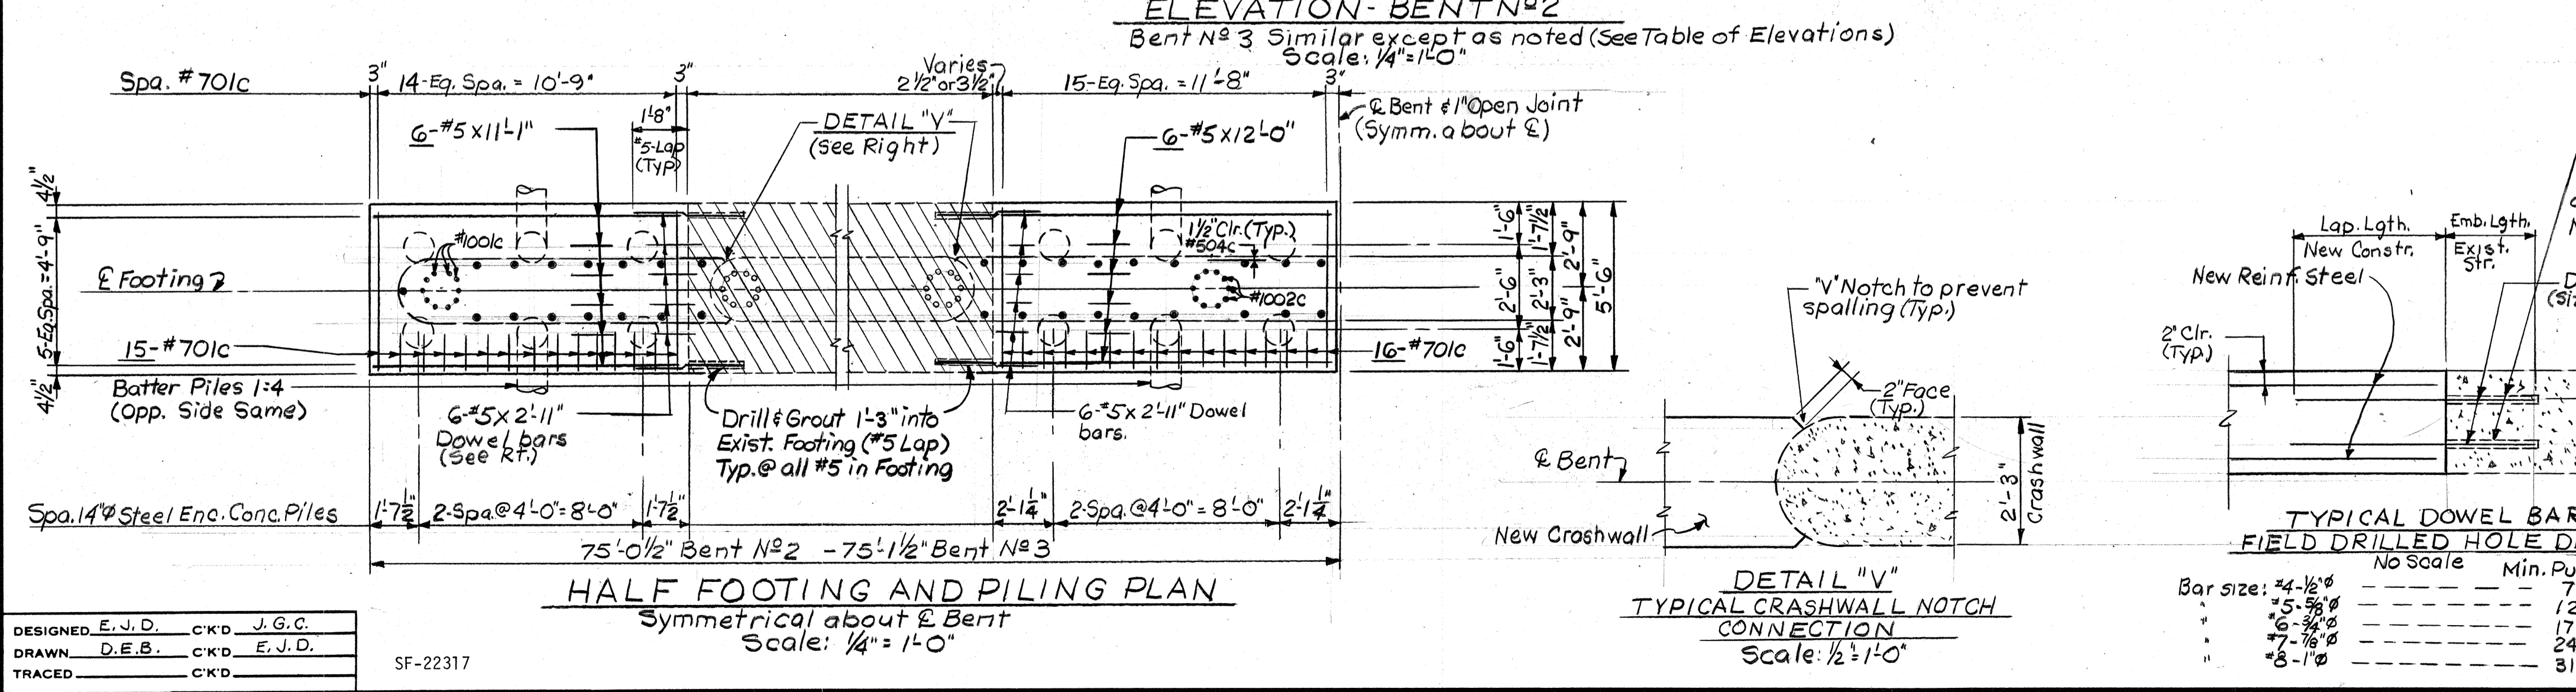 ELEVATION - BENT Nº 2
Bent Nº 3 Similar except as noted (See Table of Elevations)
Scale: 1/4"=1'-0"
Spa. #701c
3"
14-Eq. Spa. = 10'-9"
3"
Varies
2 1/2" or 3 1/2"
15-Eq. Spa. = 11'-8"
3"
℄ Bent & 1" Open Joint
(Symm. about ℄)
6-#5 x 11'-1"
1'-8"
#5-Lap
(Typ)
DETAIL "V"
(See Right)
6-#5 x 12'-0"
4 1/2"
5-Eq.Spa.=4'-9"
4 1/2"
#1001c
1 1/2" Clr. (Typ.)
#504c
℄ Footing
#1002c
1'-6"
2'-6"
1'-6"
1'-7 1/2"
2'-3"
1'-7 1/2"
2'-9"
2'-9"
5'-6"
15-#701c
16-#701c
Batter Piles 1:4
(Opp. Side Same)
6-#5 x 2'-11"
Dowel bars
(See Rt.)
Drill & Grout 1'-3" into
Exist. Footing (#5 Lap)
Typ. @ all #5 in Footing
6-#5 x 2'-11" Dowel
bars.
Spa. 14"Ø Steel Enc. Conc. Piles
1'-7 1/2"
2-Spa.@4'-0"=8'-0"
1'-7 1/2"
2'-1 1/4"
2-Spa.@4'-0"=8'-0"
2'-1 1/4"
75'-0 1/2" Bent Nº 2 - 75'-1 1/2" Bent Nº 3
HALF FOOTING AND PILING PLAN
Symmetrical about ℄ Bent
Scale: 1/4" = 1'-0"
"V" Notch to prevent
spalling (Typ.)
2" Face
(Typ.)
℄ Bent
New Crashwall
2'-3"
Crashwall
DETAIL "V"
TYPICAL CRASHWALL NOTCH
CONNECTION
Scale: 1/2"=1'-0"
Lap. Lgth.
Emb. Lgth.
New Constr.
Exist.
Str.
New Reinf. Steel
2" Clr.
(Typ.)
TYPICAL DOWEL BAR
FIELD DRILLED HOLE D
No Scale
Min. Pu
Bar size: #4-1/2"Ø 7
" #5-5/8"Ø 12
" #6-3/4"Ø 17
" #7-7/8"Ø 24
" #8-1"Ø 31
DESIGNED E.J.D. C'K'D J.G.C.
DRAWN D.E.B. C'K'D E.J.D.
TRACED C'K'D
SF-22317